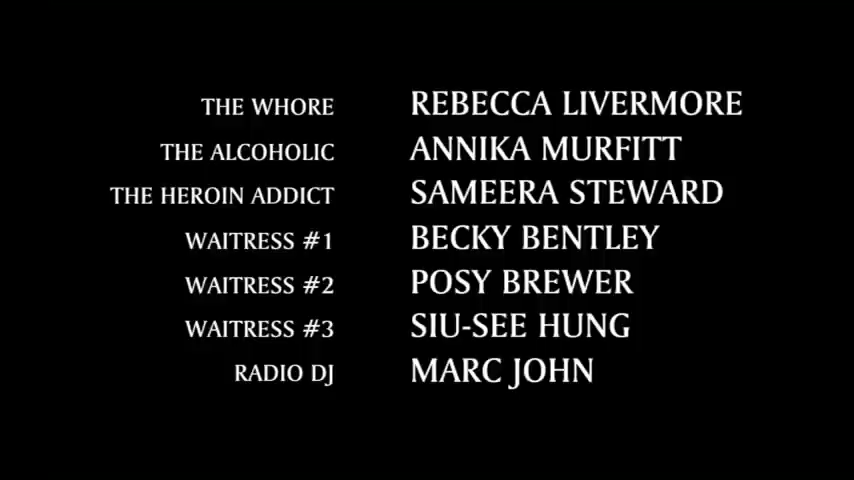 THE WHORE REBECCA LIVERMORE
THE ALCOHOLIC ANNIKA MURFITT
THE HEROIN ADDICT SAMEERA STEWARD
WAITRESS #1 BECKY BENTLEY
WAITRESS #2 POSY BREWER
WAITRESS #3 SIU-SEE HUNG
RADIO DJ MARC JOHN